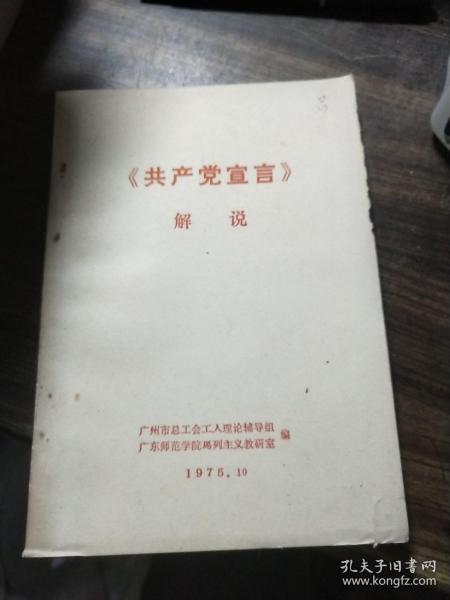 《共产党宣言》
解 说
广州市总工会工人理论辅导组
广东师范学院马列主义教研室
编
1975.10
孔夫子旧书网
www.kongfz.com